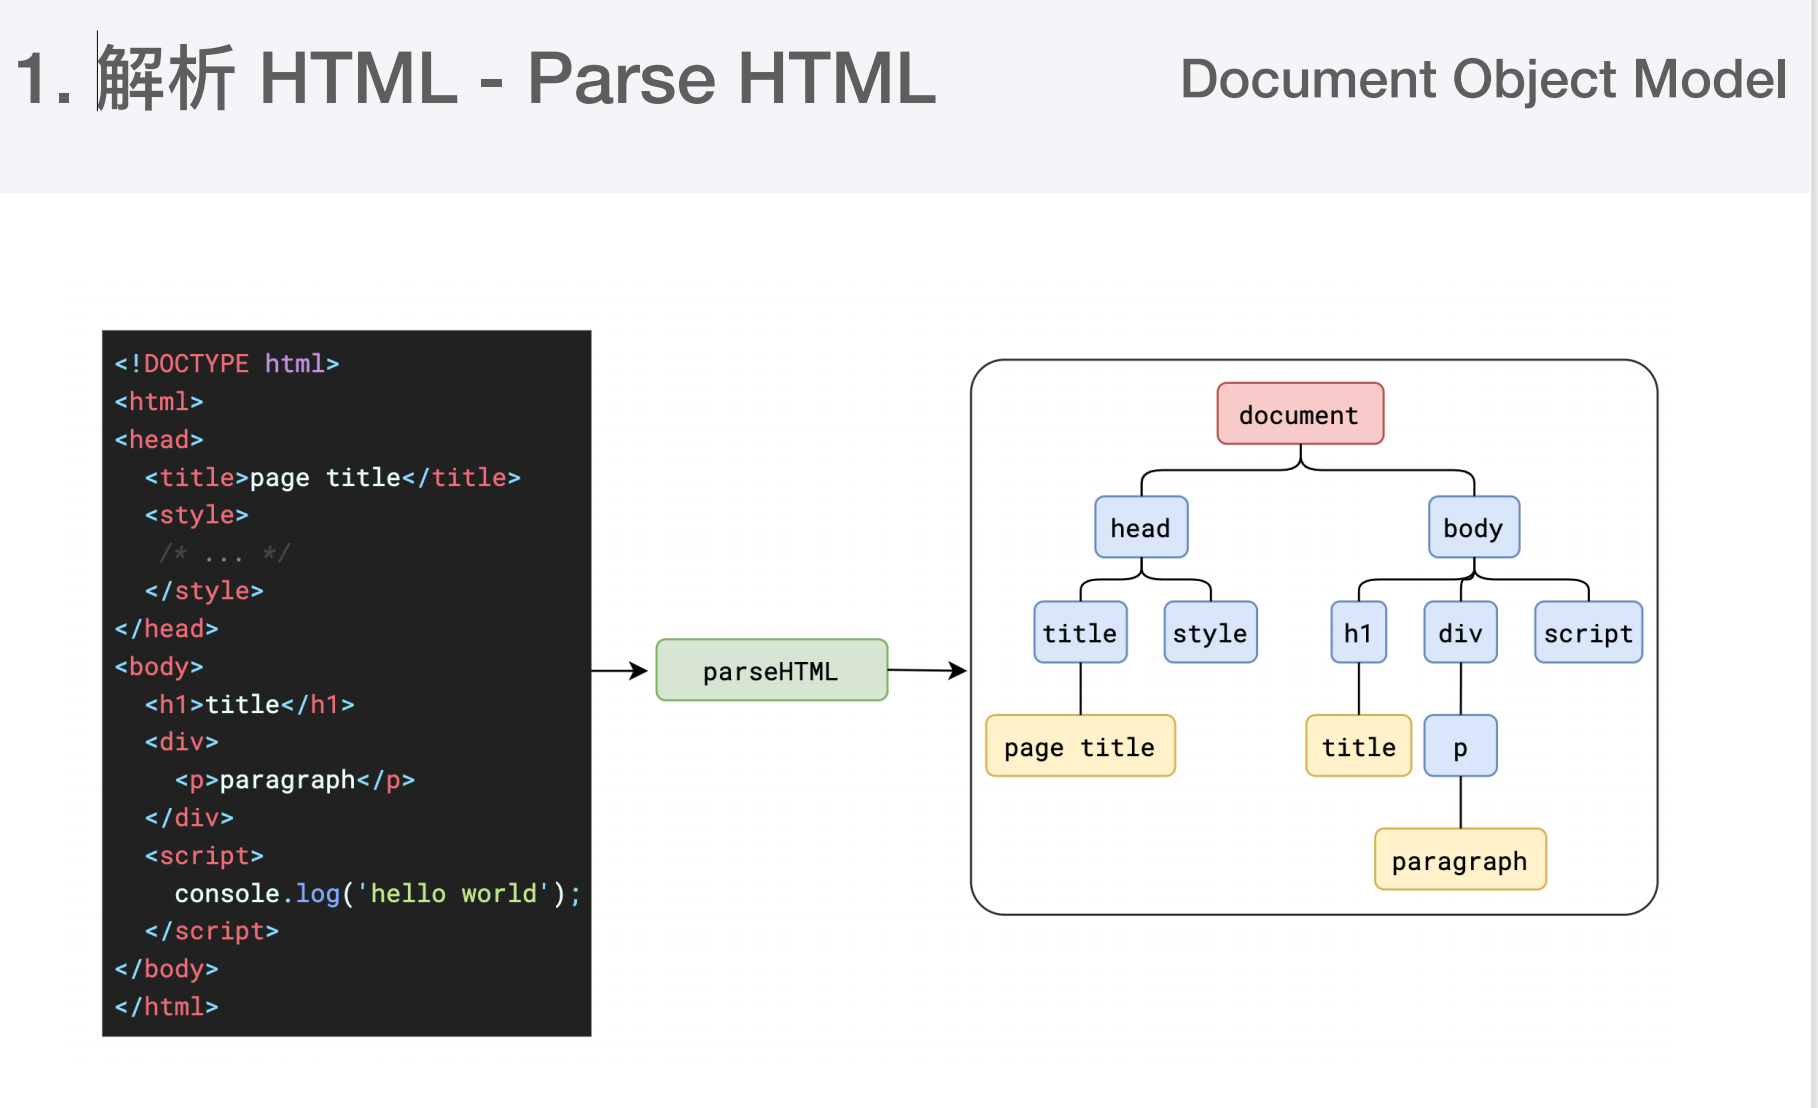 1. 解析 HTML - Parse HTML
Document Object Model
<!DOCTYPE html>
<html>
<head>
  <title>page title</title>
  <style>
   /* ... */
  </style>
</head>
<body>
  <h1>title</h1>
  <div>
    <p>paragraph</p>
  </div>
  <script>
    console.log('hello world');
  </script>
</body>
</html>
parseHTML
document
head
body
title
style
h1
div
script
page title
title
p
paragraph